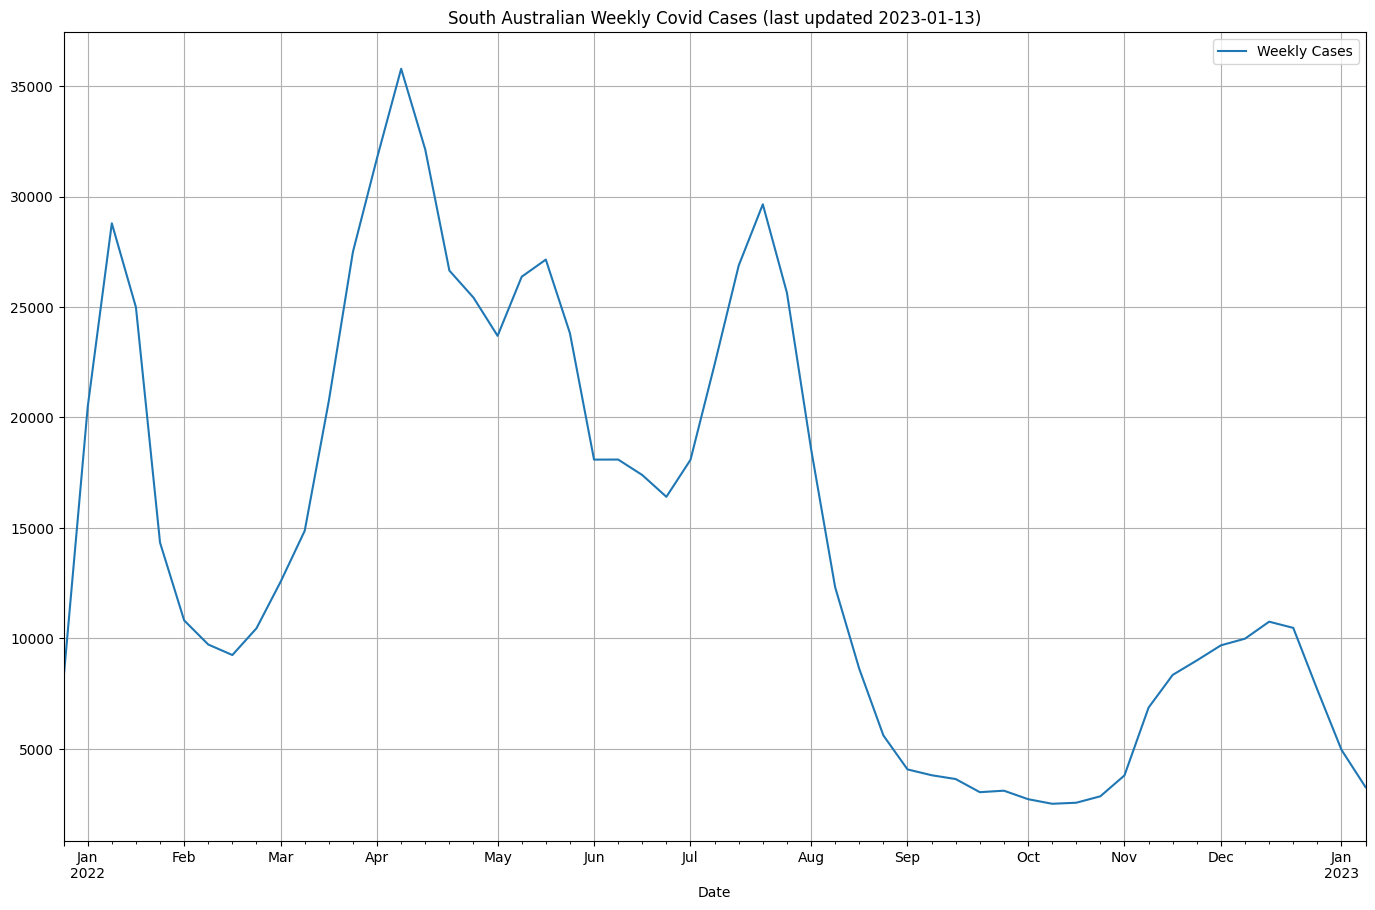 South Australian Weekly Covid Cases (last updated 2023-01-13)
Weekly Cases
35000
30000
25000
20000
15000
10000
5000
Jan Feb Mar Apr May Jun Jul Aug Sep Oct Nov Dec Jan
2022 2023
Date